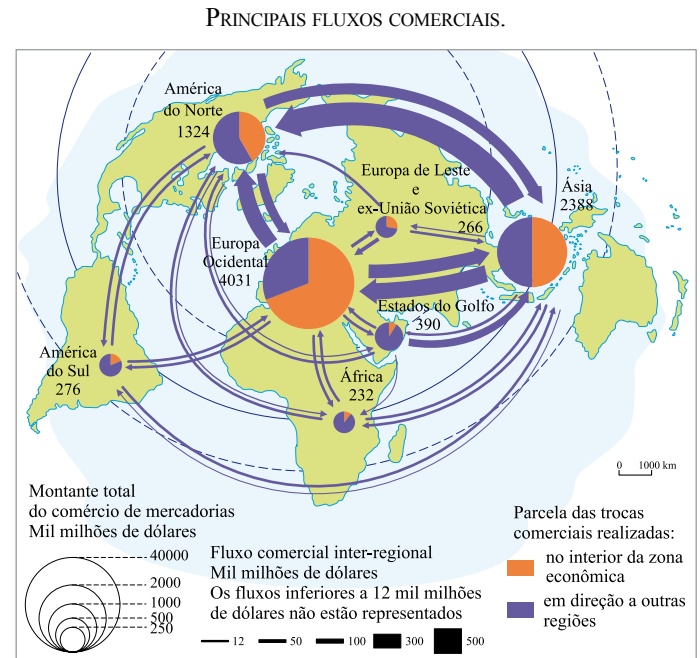 PRINCIPAIS FLUXOS COMERCIAIS.
América
do Norte
1324
Europa de Leste
e
ex-União Soviética
266
Ásia
2388
Europa
Ocidental
4031
Estados do Golfo
390
América
do Sul
276
África
232
0 1000 km
Montante total
do comércio de mercadorias
Mil milhões de dólares
40000
2000
1000
500
250
Fluxo comercial inter-regional
Mil milhões de dólares
Os fluxos inferiores a 12 mil milhões
de dólares não estão representados
12 50 100 300 500
Parcela das trocas
comerciais realizadas:
no interior da zona
econômica
em direção a outras
regiões